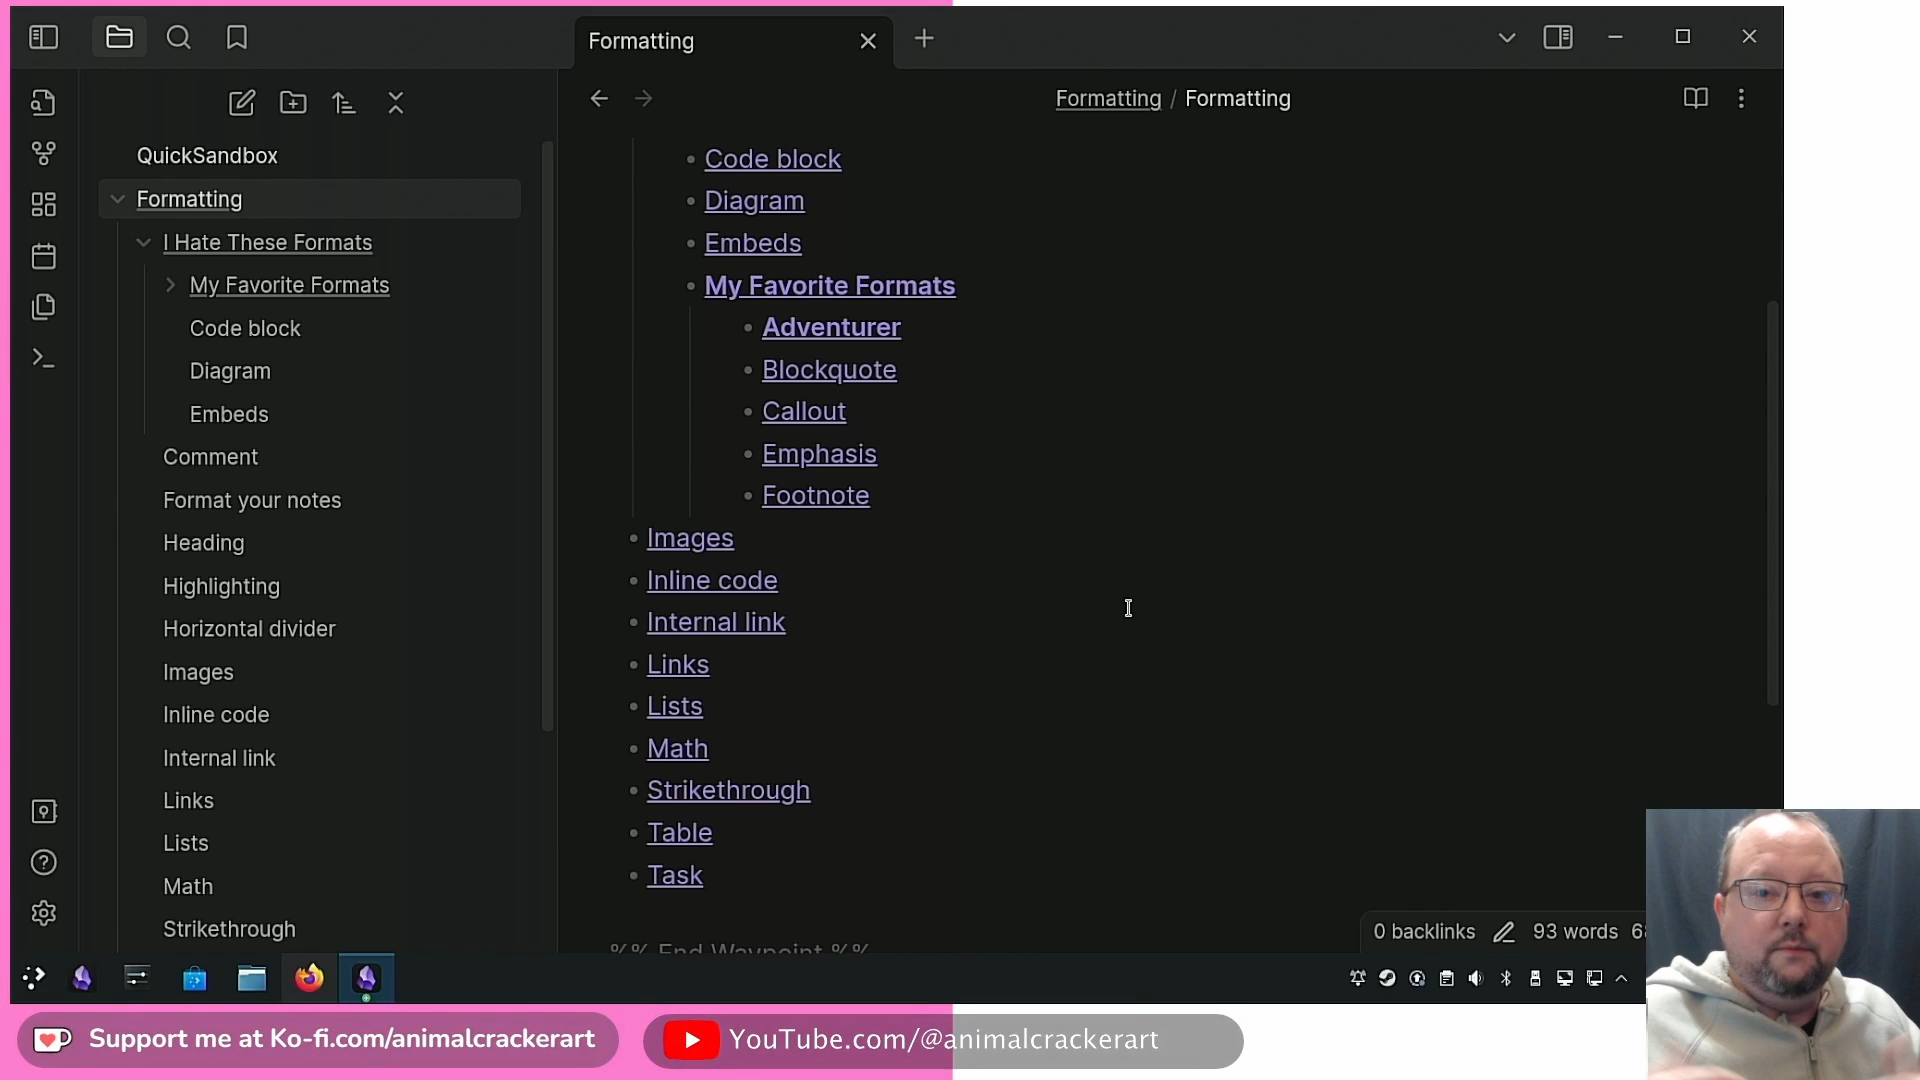 Formatting
Formatting / Formatting
QuickSandbox
Formatting
I Hate These Formats
My Favorite Formats
Code block
Diagram
Embeds
Comment
Format your notes
Heading
Highlighting
Horizontal divider
Images
Inline code
Internal link
Links
Lists
Math
Strikethrough
Code block
Diagram
Embeds
My Favorite Formats
Adventurer
Blockquote
Callout
Emphasis
Footnote
Images
Inline code
Internal link
Links
Lists
Math
Strikethrough
Table
Task
%% End Waypoint %%
0 backlinks 93 words
Support me at Ko-fi.com/animalcrackerart
YouTube.com/@animalcrackerart